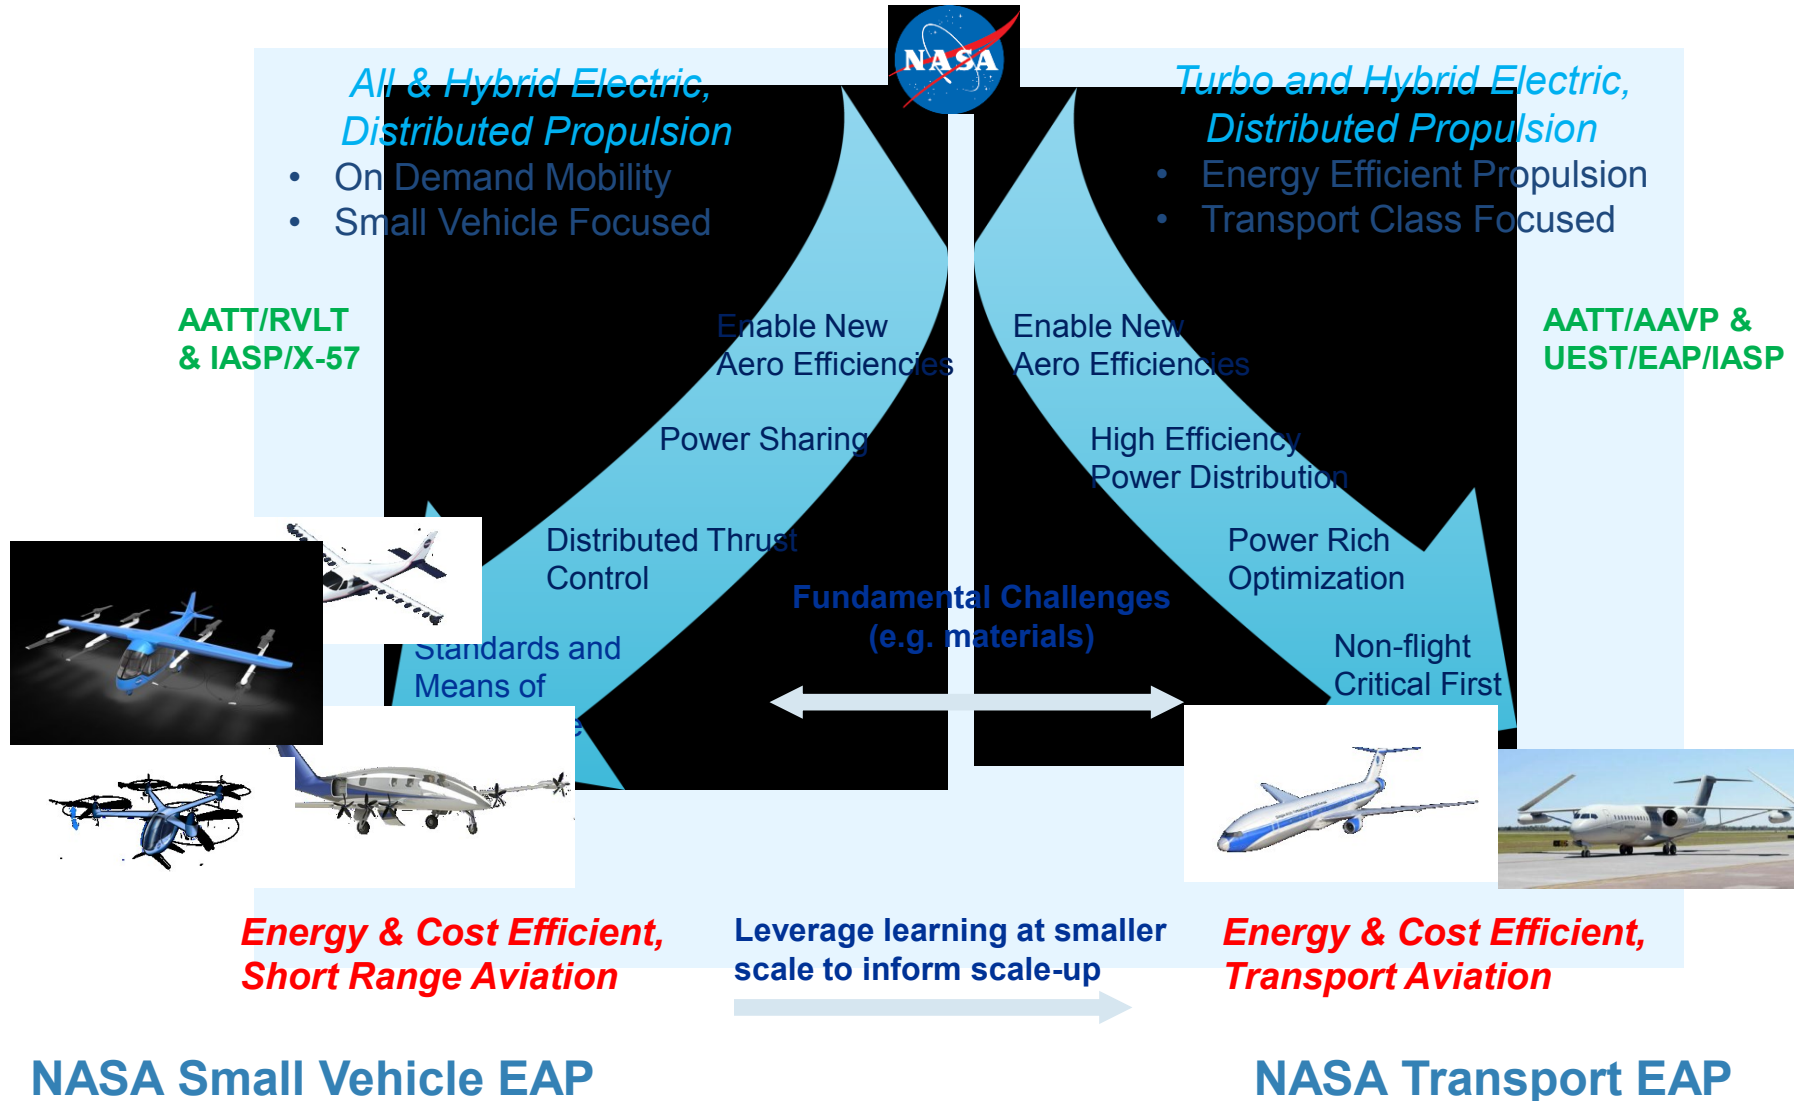 NASA
All & Hybrid Electric,
Distributed Propulsion
• On Demand Mobility
• Small Vehicle Focused
Turbo and Hybrid Electric,
Distributed Propulsion
• Energy Efficient Propulsion
• Transport Class Focused
AATT/RVLT
& IASP/X-57
Enable New
Aero Efficiencies
Power Sharing
Distributed Thrust
Control
Standards and
Means of
Enable New
Aero Efficiencies
High Efficiency
Power Distribution
Power Rich
Optimization
Non-flight
Critical First
AATT/AAVP &
UEST/EAP/IASP
Fundamental Challenges
(e.g. materials)
Energy & Cost Efficient,
Short Range Aviation
Leverage learning at smaller
scale to inform scale-up
Energy & Cost Efficient,
Transport Aviation
NASA Small Vehicle EAP
NASA Transport EAP